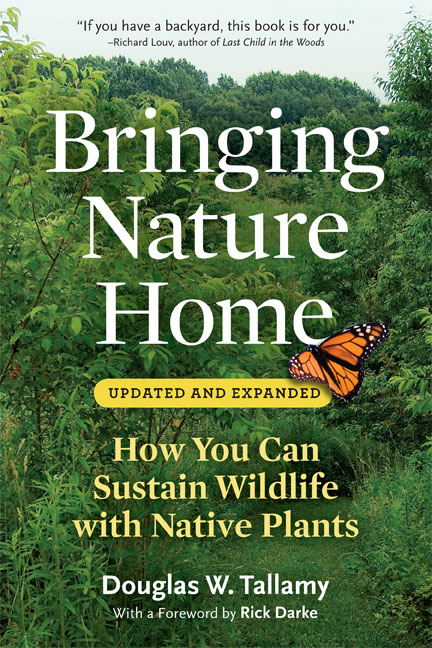 “If you have a backyard, this book is for you.”
–Richard Louv, author of Last Child in the Woods
Bringing
Nature
Home
UPDATED AND EXPANDED
How You Can
Sustain Wildlife
with Native Plants
Douglas W. Tallamy
With a Foreword by Rick Darke